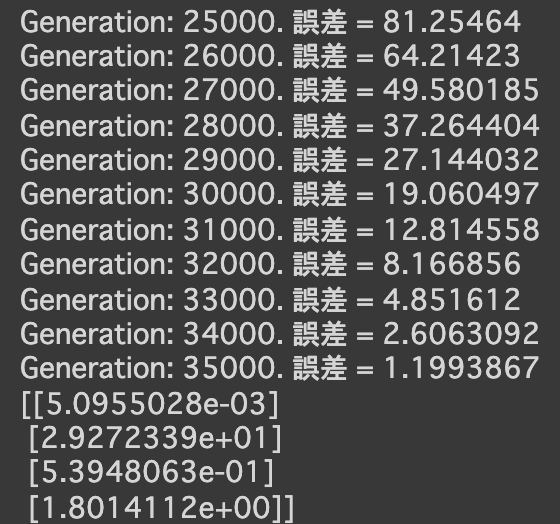 Generation: 25000. 誤差 = 81.25464
Generation: 26000. 誤差 = 64.21423
Generation: 27000. 誤差 = 49.580185
Generation: 28000. 誤差 = 37.264404
Generation: 29000. 誤差 = 27.144032
Generation: 30000. 誤差 = 19.060497
Generation: 31000. 誤差 = 12.814558
Generation: 32000. 誤差 = 8.166856
Generation: 33000. 誤差 = 4.851612
Generation: 34000. 誤差 = 2.6063092
Generation: 35000. 誤差 = 1.1993867
[[5.0955028e-03]
[2.9272339e+01]
[5.3948063e-01]
[1.8014112e+00]]